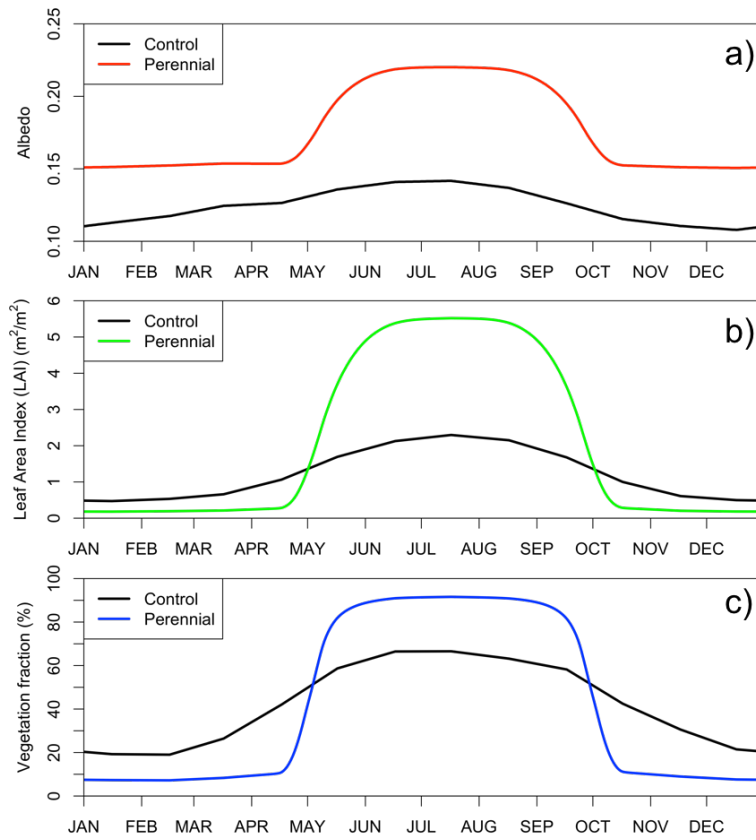 a)
Control
Perennial
Albedo
0.25
0.20
0.15
0.10
JAN FEB MAR APR MAY JUN JUL AUG SEP OCT NOV DEC
b)
Control
Perennial
Leaf Area Index (LAI) (m²/m²)
6
5
4
3
2
1
0
JAN FEB MAR APR MAY JUN JUL AUG SEP OCT NOV DEC
c)
Control
Perennial
Vegetation fraction (%)
100
80
60
40
20
0
JAN FEB MAR APR MAY JUN JUL AUG SEP OCT NOV DEC